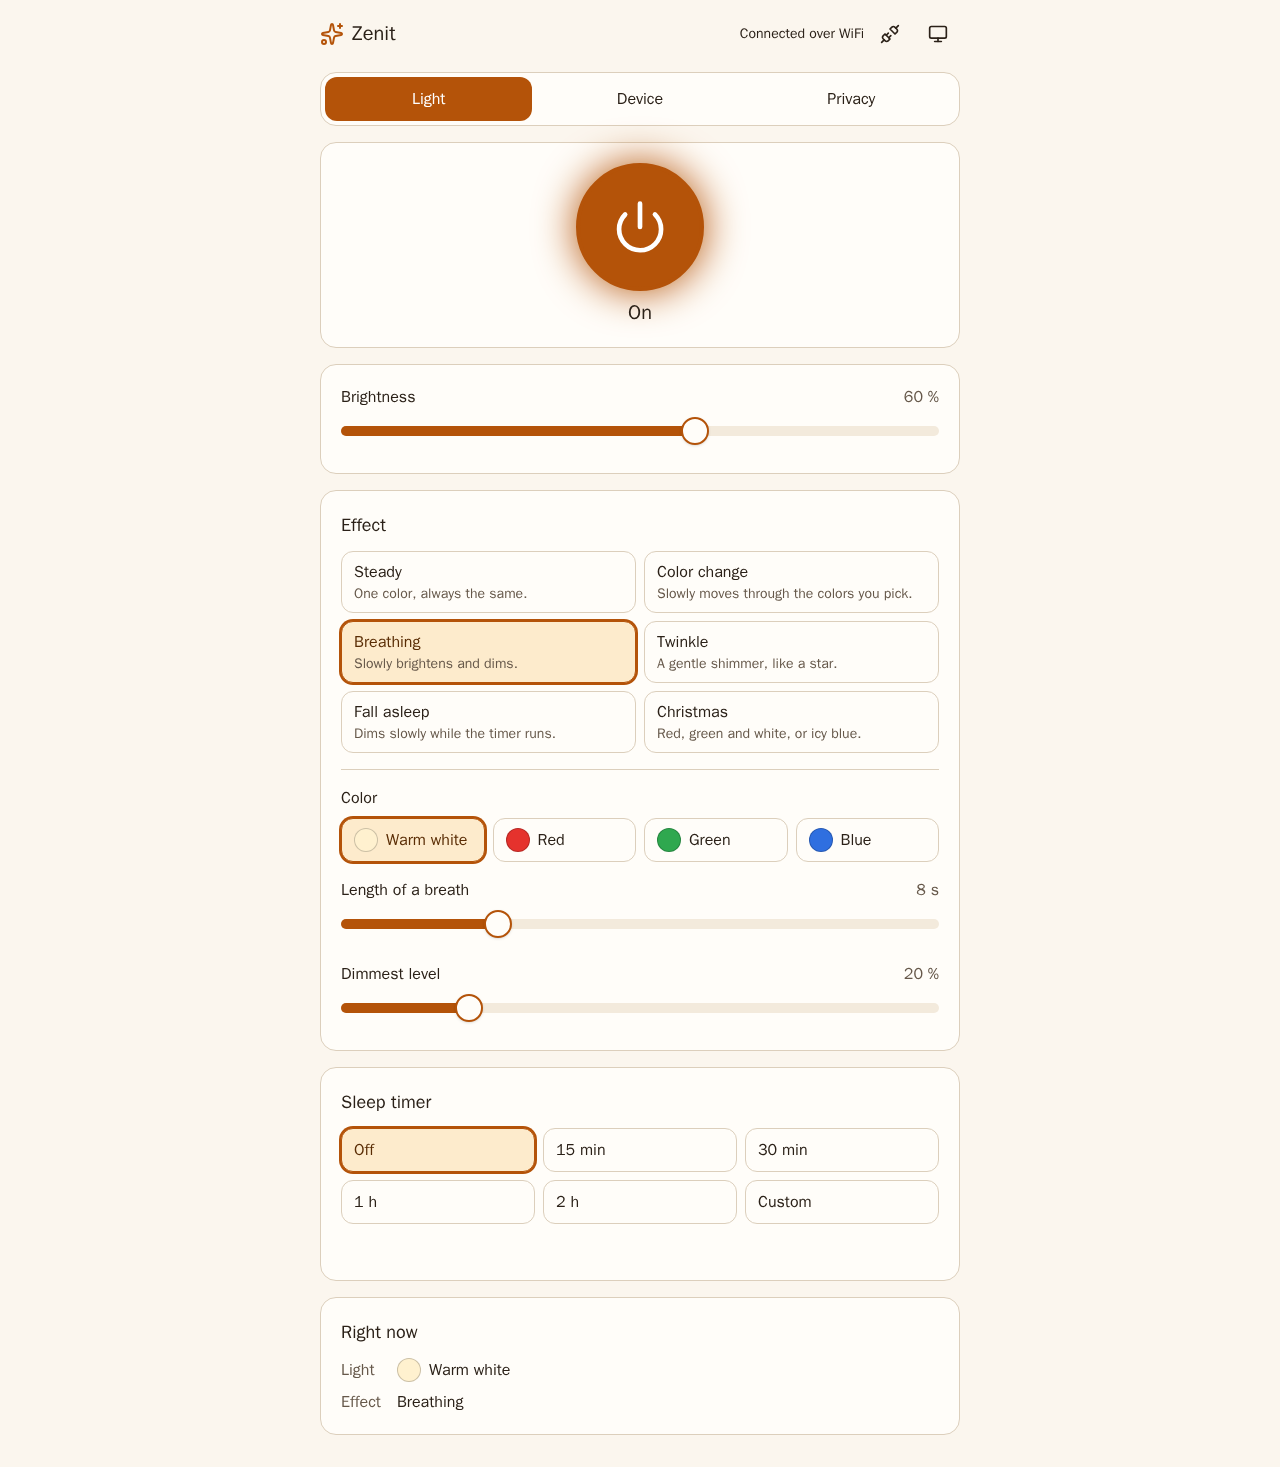 Zenit
Connected over WiFi
Light Device Privacy
On
Brightness 60 %
Effect
Steady
One color, always the same.
Color change
Slowly moves through the colors you pick.
Breathing
Slowly brightens and dims.
Twinkle
A gentle shimmer, like a star.
Fall asleep
Dims slowly while the timer runs.
Christmas
Red, green and white, or icy blue.
Color
Warm white Red Green Blue
Length of a breath 8 s
Dimmest level 20 %
Sleep timer
Off 15 min 30 min
1 h 2 h Custom
Right now
Light Warm white
Effect Breathing